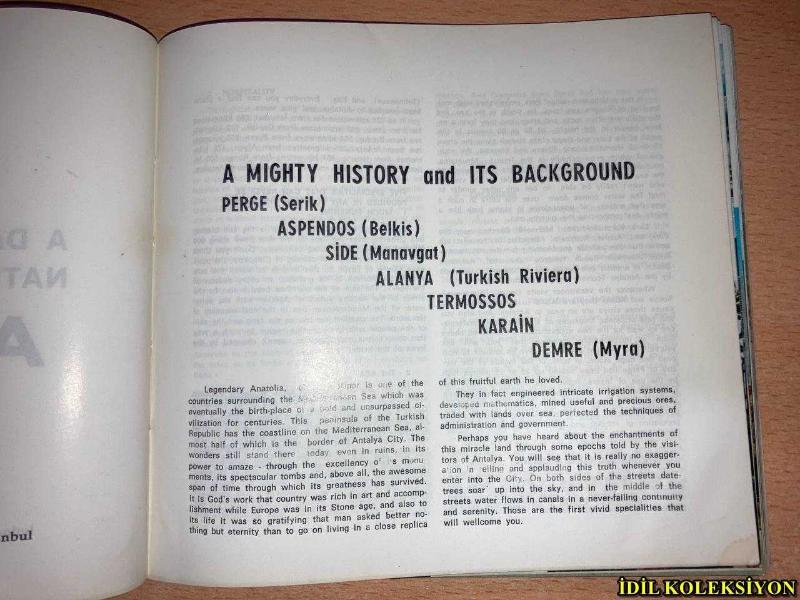 A MIGHTY HISTORY and ITS BACKGROUND
PERGE (Serik)
ASPENDOS (Belkis)
SİDE (Manavgat)
ALANYA (Turkish Riviera)
TERMOSSOS
KARAİN
DEMRE (Myra)
Legendary Anatolia, is one of the
countries surrounding the Sea which was
eventually the birth-place of a and unsurpassed ci-
vilization for centuries. This peninsula of the Turkish
Republic has the coastline on the Mediterranean Sea, al-
most half of which is the border of Antalya City. The
wonders still stand there today even in ruins, in its
power to amaze - through the excellency of monu
ments, its spectacular tombs and, above all, the awesome
span of time through which its greatness has survived.
It is God's work that country was rich in art and accomp-
lishment while Europe was in its Stone age, and also to
its life it was so gratifying that man asked better no-
thing but eternity than to go on living in a close replica
of this fruitful earth he loved.
They in fact engineered intricate irrigation systems,
developed mathematics, mined useful and precious ores,
traded with lands over sea, perfected the techniques of
administration and government.
Perhaps you have heard about the enchantments of
this miracle land through some epochs told by the visi-
tors of Antalya. You will see that it is really no exagger-
in and applauding this truth whenever you
enter into the City. On both sides of the streets date-
trees soar up into the sky, and in the middle of the
streets water flows in canals in a never-failing continuity
and serenity. Those are the first vivid specialities that
will wellcome you.
nbul
İDİL KOLEKSİYON